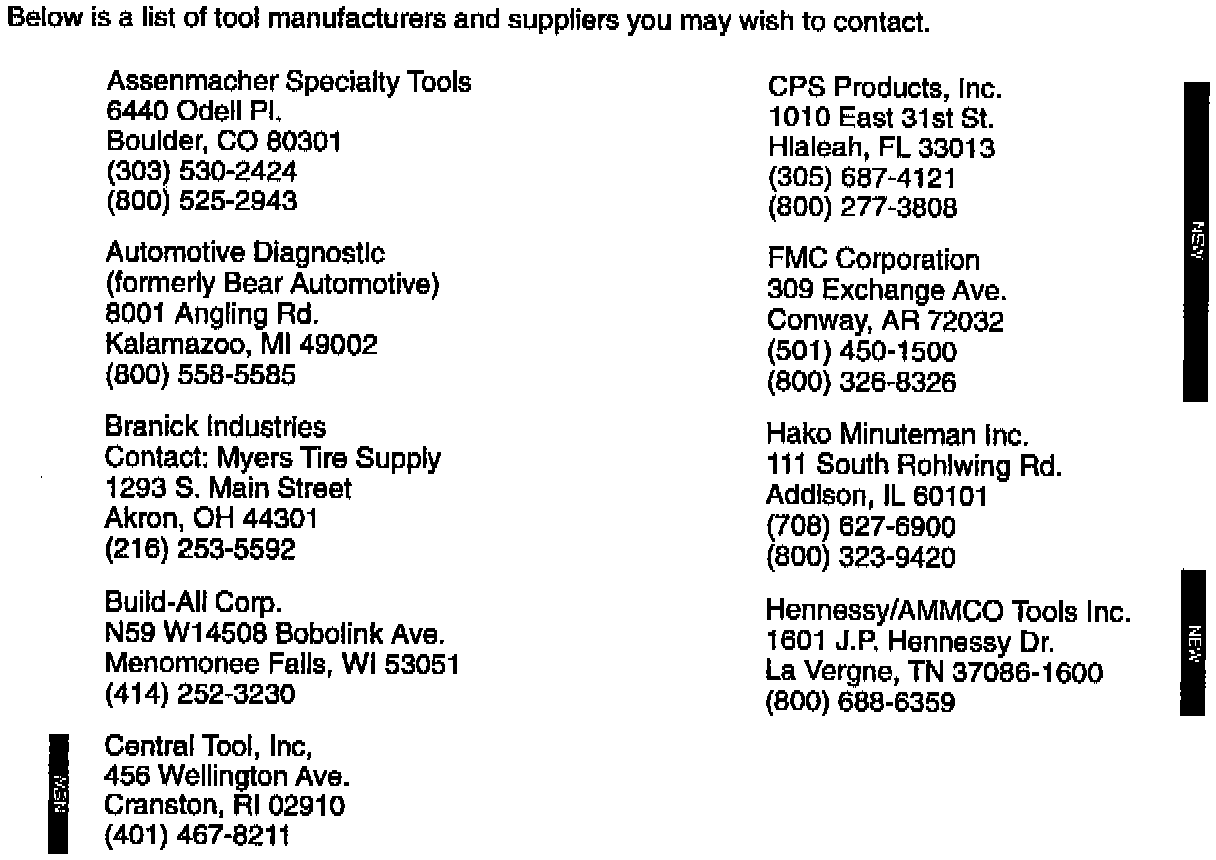 Below is a list of tool manufacturers and suppliers you may wish to contact.
Assenmacher Specialty Tools
6440 Odell Pl.
Boulder, CO 80301
(303) 530-2424
(800) 525-2943
Automotive Diagnostic
(formerly Bear Automotive)
8001 Angling Rd.
Kalamazoo, MI 49002
(800) 558-5585
Branick Industries
Contact: Myers Tire Supply
1293 S. Main Street
Akron, OH 44301
(216) 253-5592
Build-All Corp.
N59 W14508 Bobolink Ave.
Menomonee Falls, WI 53051
(414) 252-3230
NEW
Central Tool, Inc,
456 Wellington Ave.
Cranston, RI 02910
(401) 467-8211
CPS Products, Inc.
1010 East 31st St.
Hialeah, FL 33013
(305) 687-4121
(800) 277-3808
NEW
FMC Corporation
309 Exchange Ave.
Conway, AR 72032
(501) 450-1500
(800) 326-8326
Hako Minuteman Inc.
111 South Rohlwing Rd.
Addison, IL 60101
(708) 627-6900
(800) 323-9420
Hennessy/AMMCO Tools Inc.
1601 J.P. Hennessy Dr.
La Vergne, TN 37086-1600
(800) 688-6359
NEW